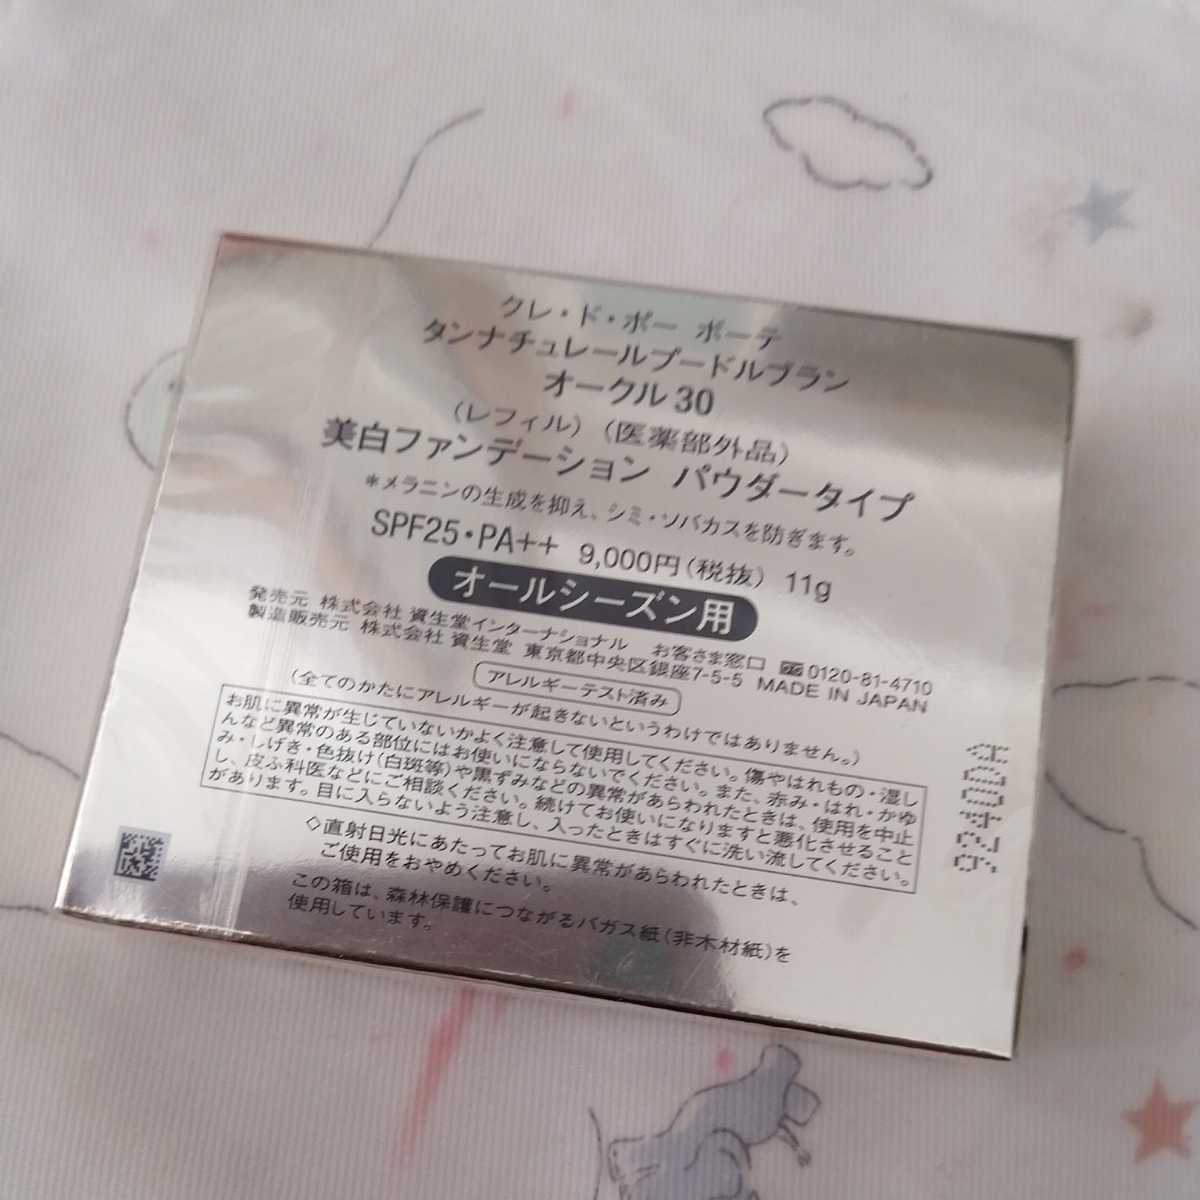 クレ・ド・ポー ボーテ
タンナチュレールプードルブラン
オークル30
(レフィル) (医薬部外品)
美白ファンデーション パウダータイプ
*メラニンの生成を抑え、シミ・ソバカスを防ぎます。
SPF25・PA++ 9,000円(税抜) 11g
オールシーズン用
発売元 株式会社 資生堂インターナショナル お客さま窓口 0120-81-4710
製造販売元 株式会社 資生堂 東京都中央区銀座7-5-5 MADE IN JAPAN
アレルギーテスト済み
(全てのかたにアレルギーが起きないというわけではありません。)
お肌に異常が生じていないかよく注意して使用してください。傷やはれもの・湿し
んなど異常のある部位にはお使いにならないでください。また、赤み・はれ・かゆ
み・しげき・色抜け(白斑等)や黒ずみなどの異常があらわれたときは、使用を中止
し、皮ふ科医などにご相談ください。続けてお使いになりますと悪化させること
があります。目に入らないよう注意し、入ったときはすぐに洗い流してください。
◇直射日光にあたってお肌に異常があらわれたときは、
ご使用をおやめください。
この箱は、森林保護につながるバガス紙(非木材紙)を
使用しています。